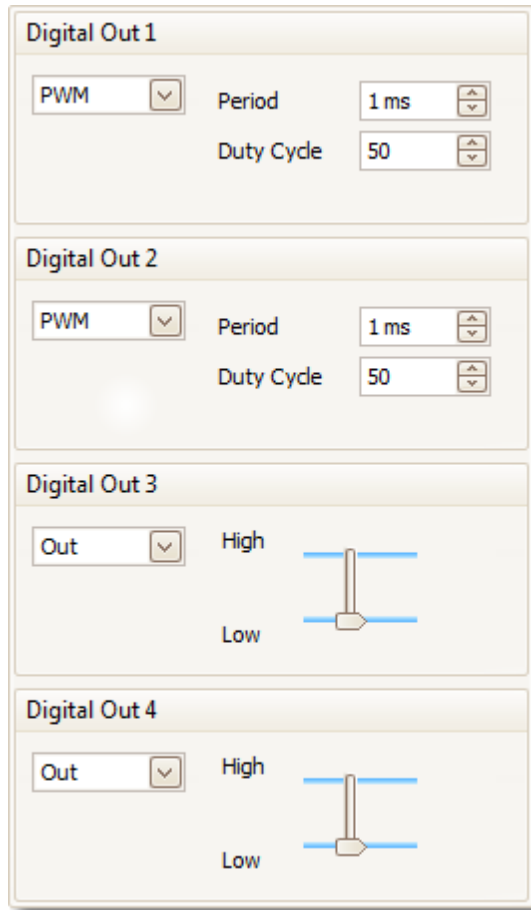 Digital Out 1
PWM Period 1 ms
Duty Cycle 50
Digital Out 2
PWM Period 1 ms
Duty Cycle 50
Digital Out 3
Out High
Low
Digital Out 4
Out High
Low